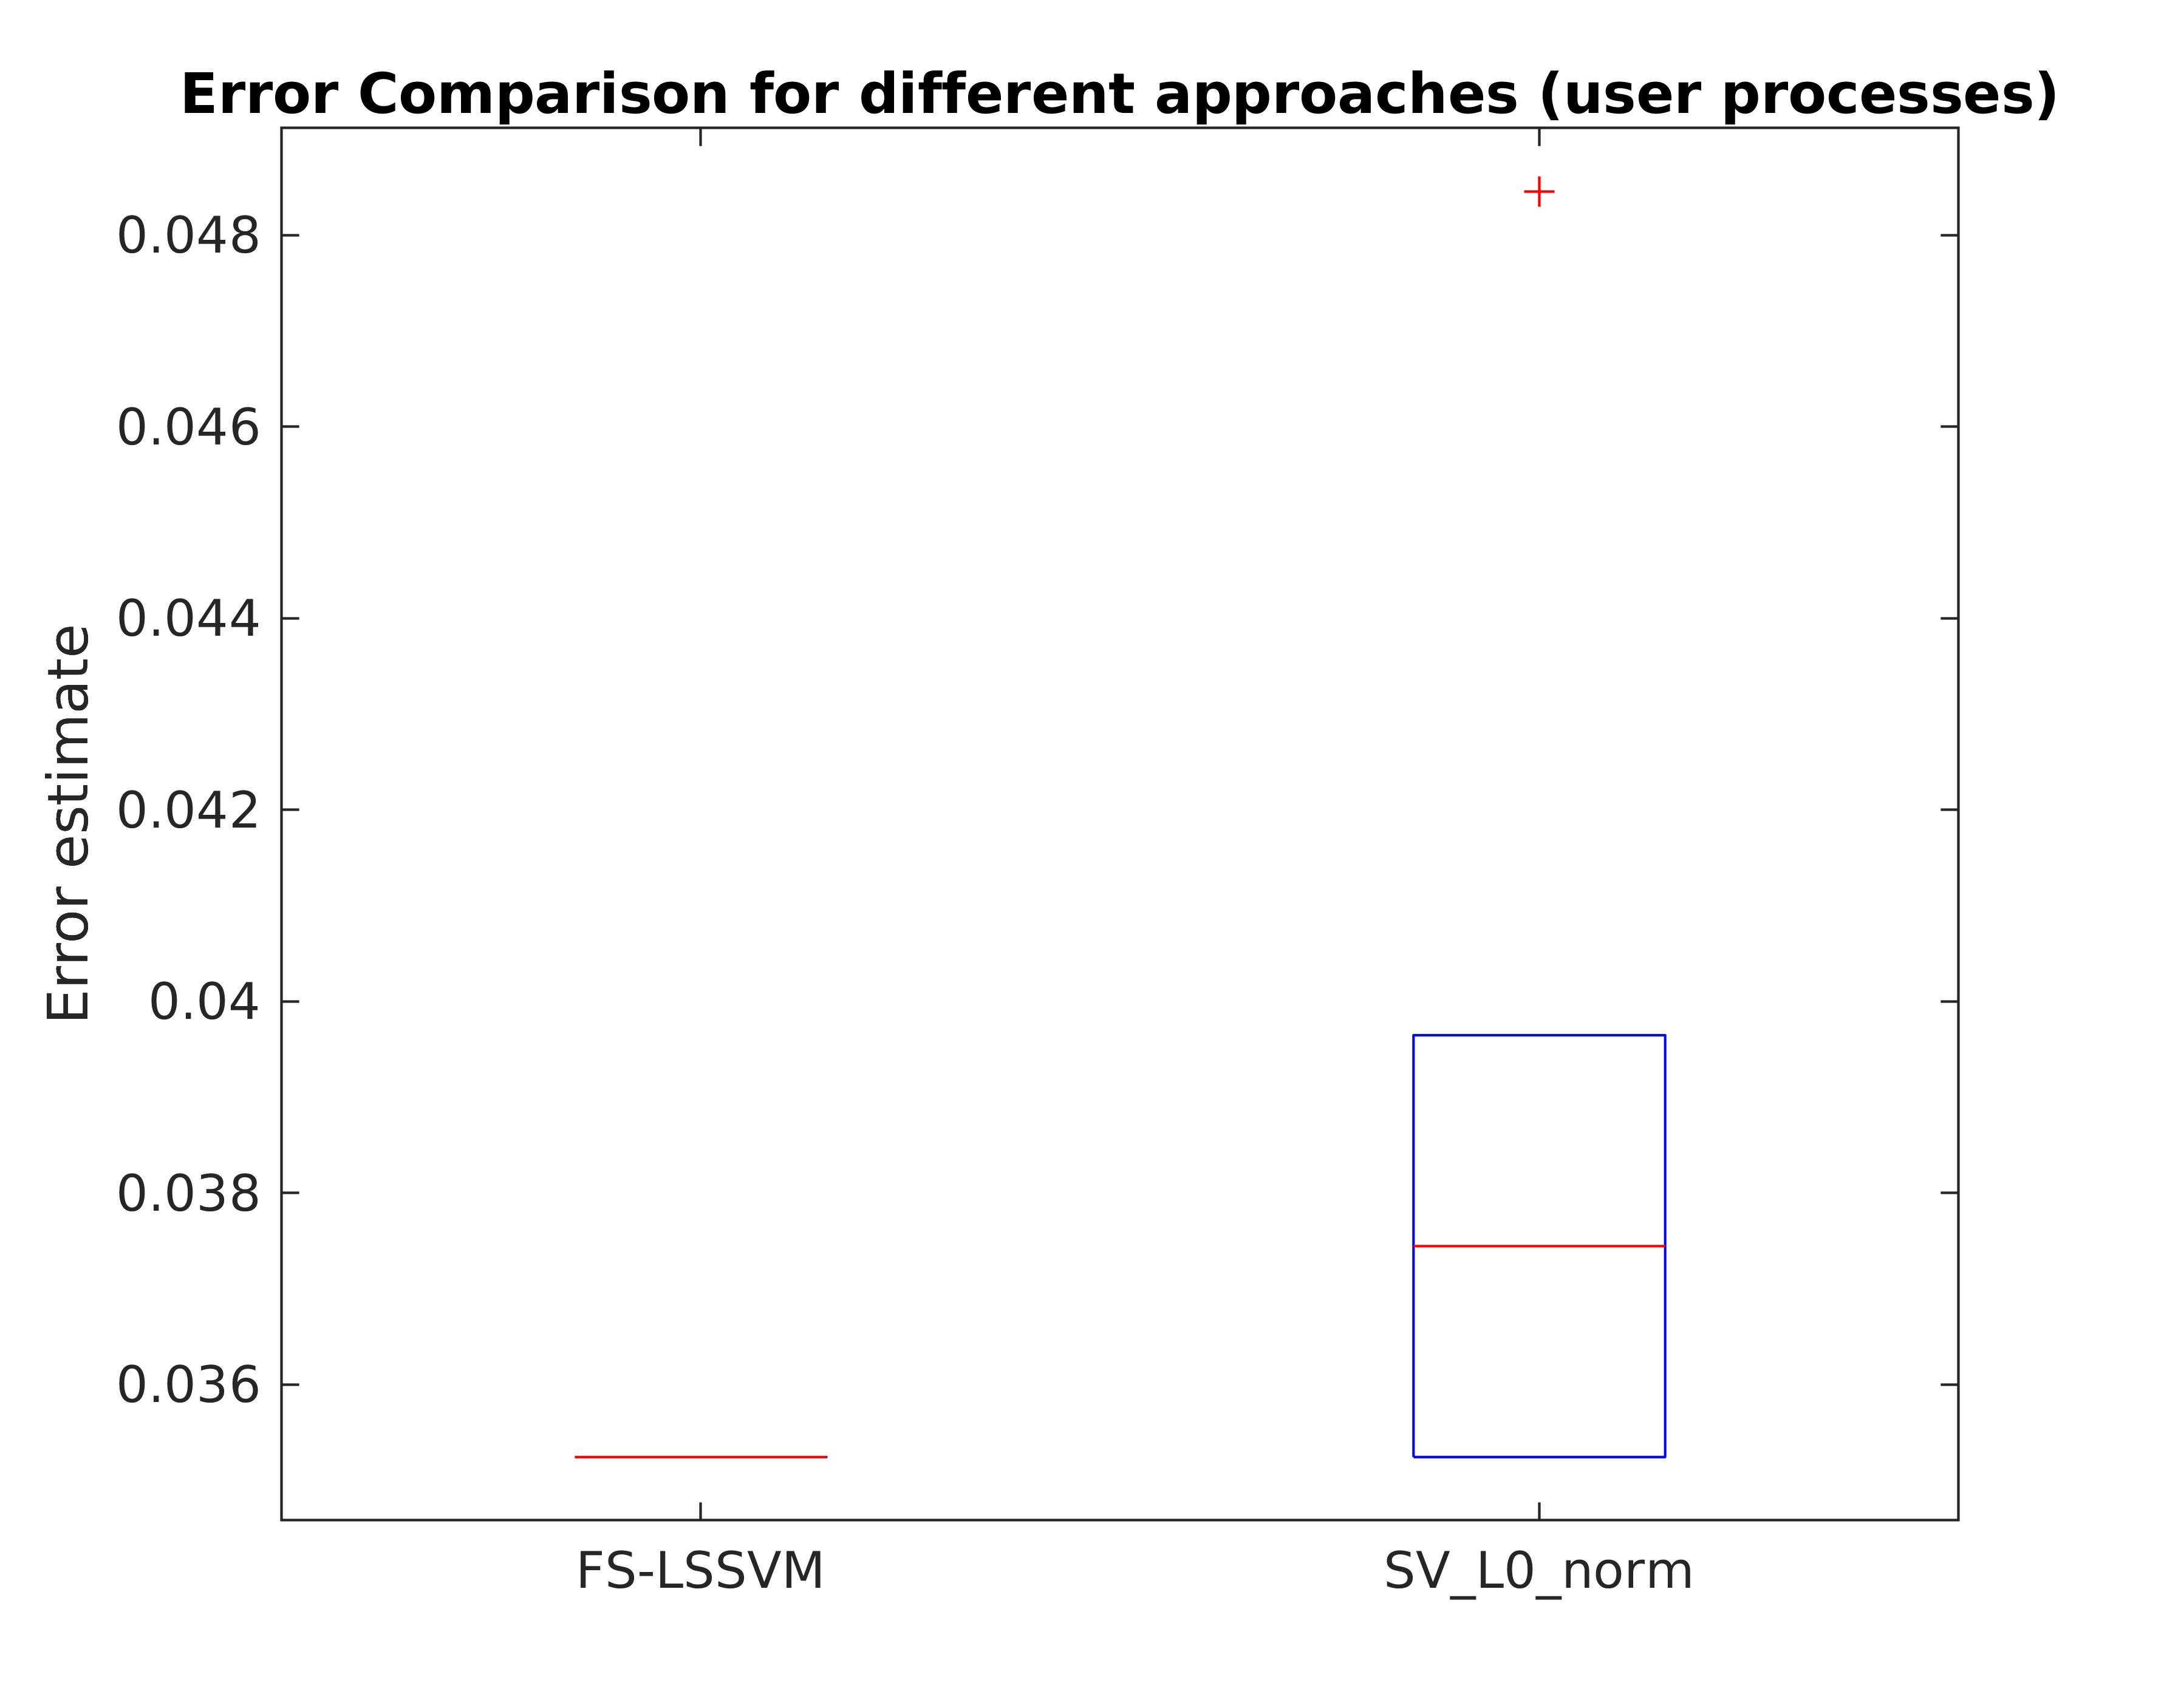 Error Comparison for different approaches (user processes)
0.048
0.046
0.044
0.042
0.04
0.038
0.036
Error estimate
FS-LSSVM
SV_L0_norm